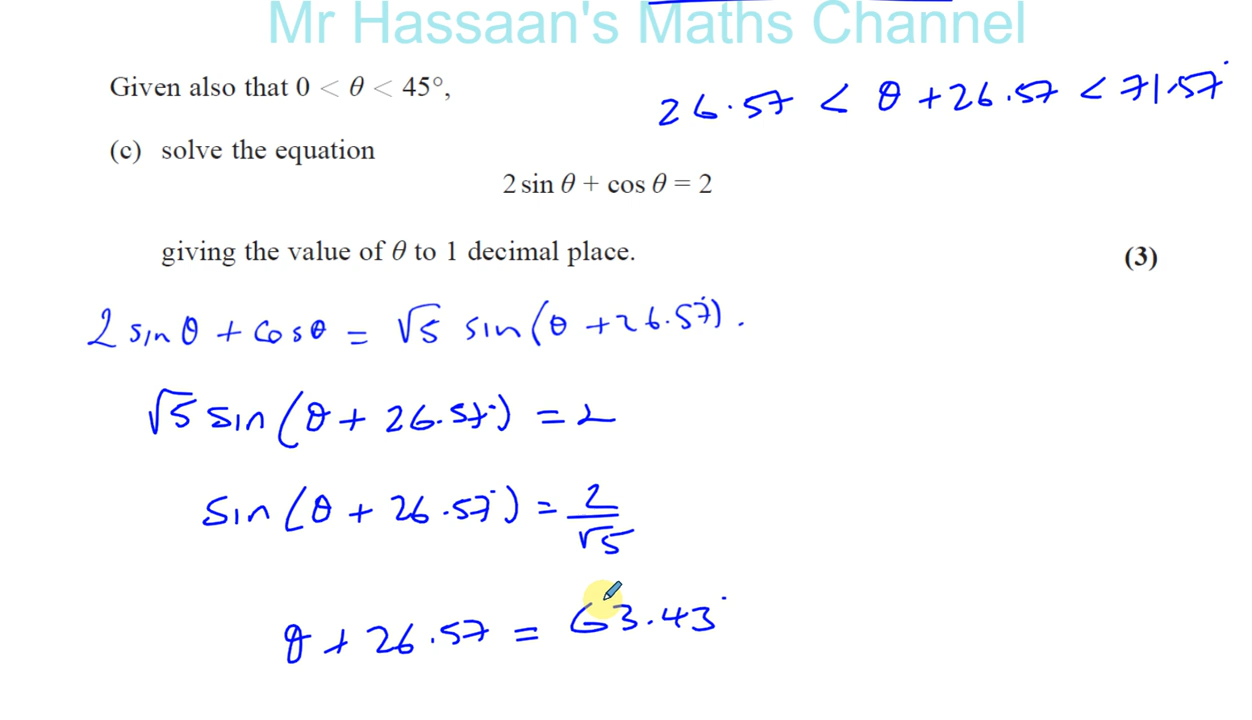 Mr Hassaan's Maths Channel
Given also that 0 < θ < 45°,
26.57 < θ + 26.57 < 71.57°
(c) solve the equation
2 sin θ + cos θ = 2
giving the value of θ to 1 decimal place.
(3)
2 sin θ + cos θ = √5 sin(θ + 26.57°).
√5 sin(θ + 26.57°) = 2
sin(θ + 26.57°) = 2/√5
θ + 26.57 = 63.43°